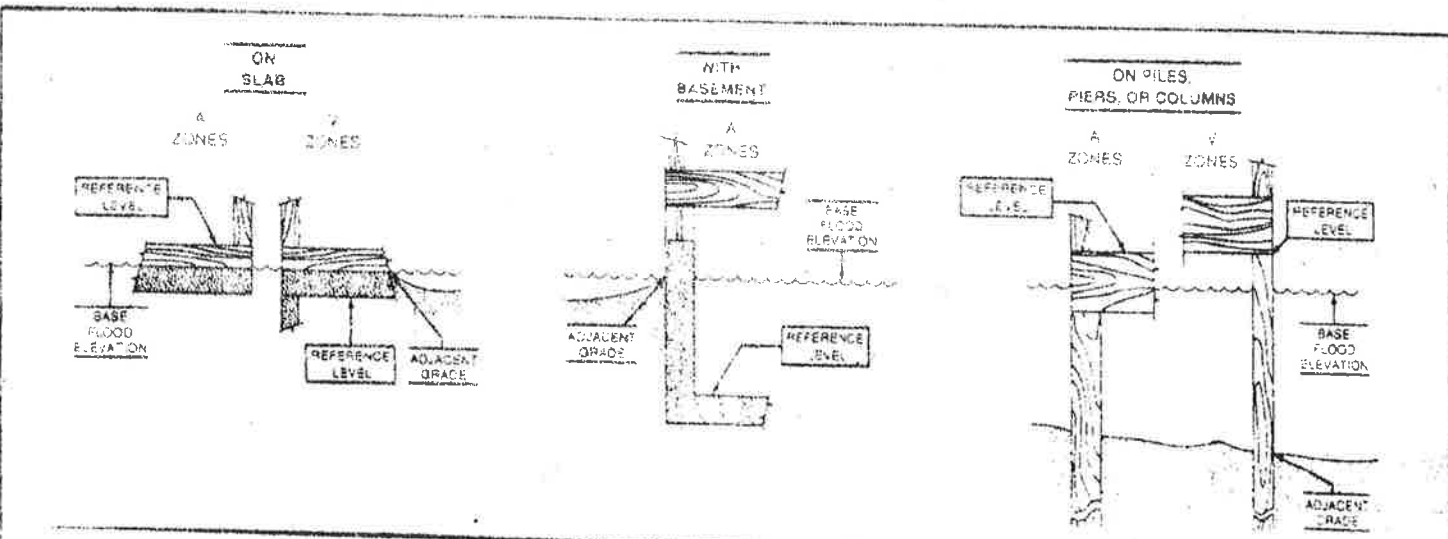 ON
SLAB
A
ZONES
V
ZONES
REFERENCE
LEVEL
BASE
FLOOD
ELEVATION
REFERENCE
LEVEL
ADJACENT
GRADE
WITH
BASEMENT
A
ZONES
BASE
FLOOD
ELEVATION
ADJACENT
GRADE
REFERENCE
LEVEL
ON PILES,
PIERS, OR COLUMNS
A
ZONES
V
ZONES
REFERENCE
LEVEL
REFERENCE
LEVEL
BASE
FLOOD
ELEVATION
ADJACENT
GRADE